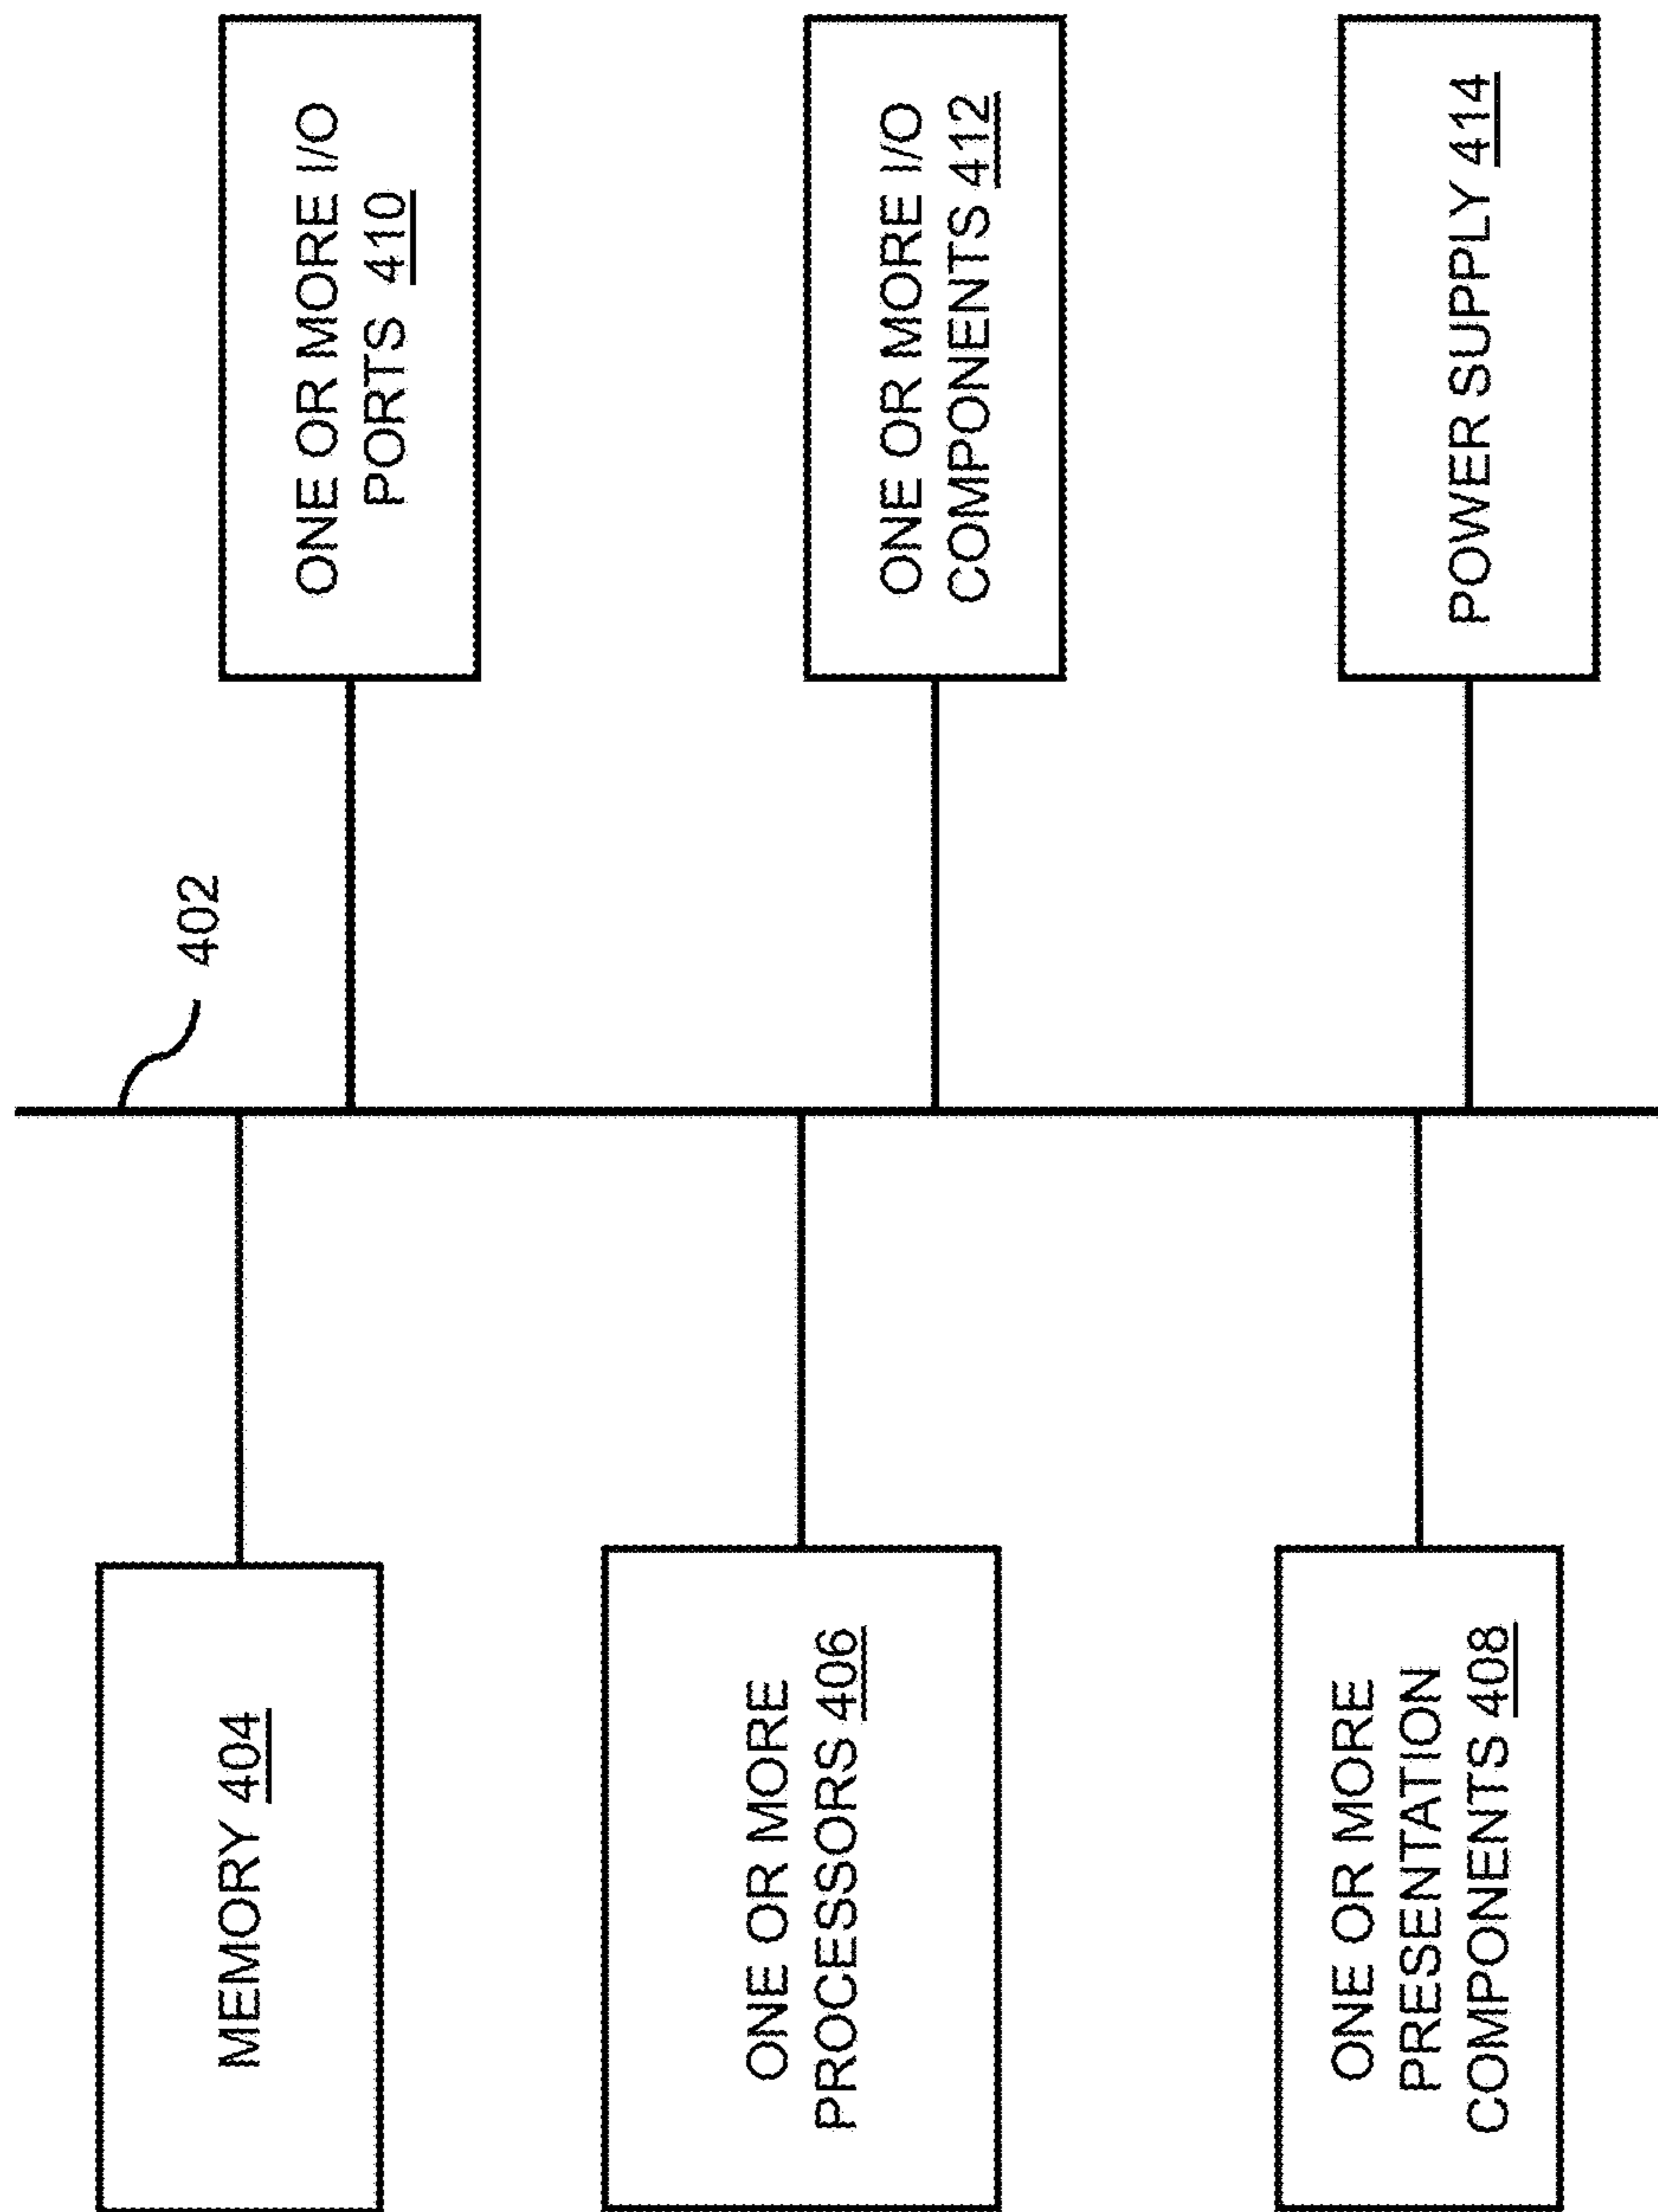 MEMORY 404
ONE OR MORE
PROCESSORS 406
ONE OR MORE
PRESENTATION
COMPONENTS 408
402
ONE OR MORE I/O
PORTS 410
ONE OR MORE I/O
COMPONENTS 412
POWER SUPPLY 414